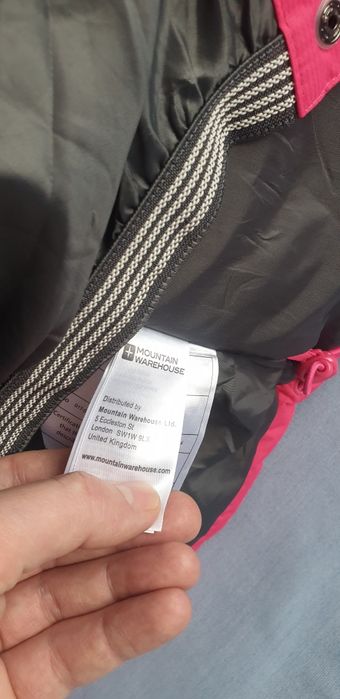 MOUNTAIN
WAREHOUSE
Distributed by
Mountain Warehouse Ltd.
5 Eccleston St
London SW1W 9LX
United Kingdom
www.mountainwarehouse.com